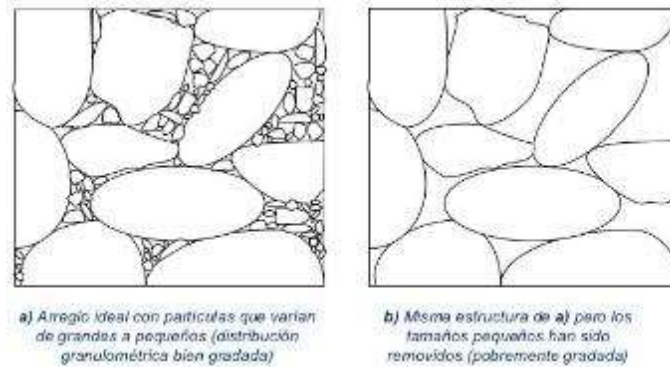 a) Arreglo ideal con partículas que varían
de grandes a pequeños (distribución
granulométrica bien gradada)
b) Misma estructura de a) pero los
tamaños pequeños han sido
removidos (pobremente gradada)